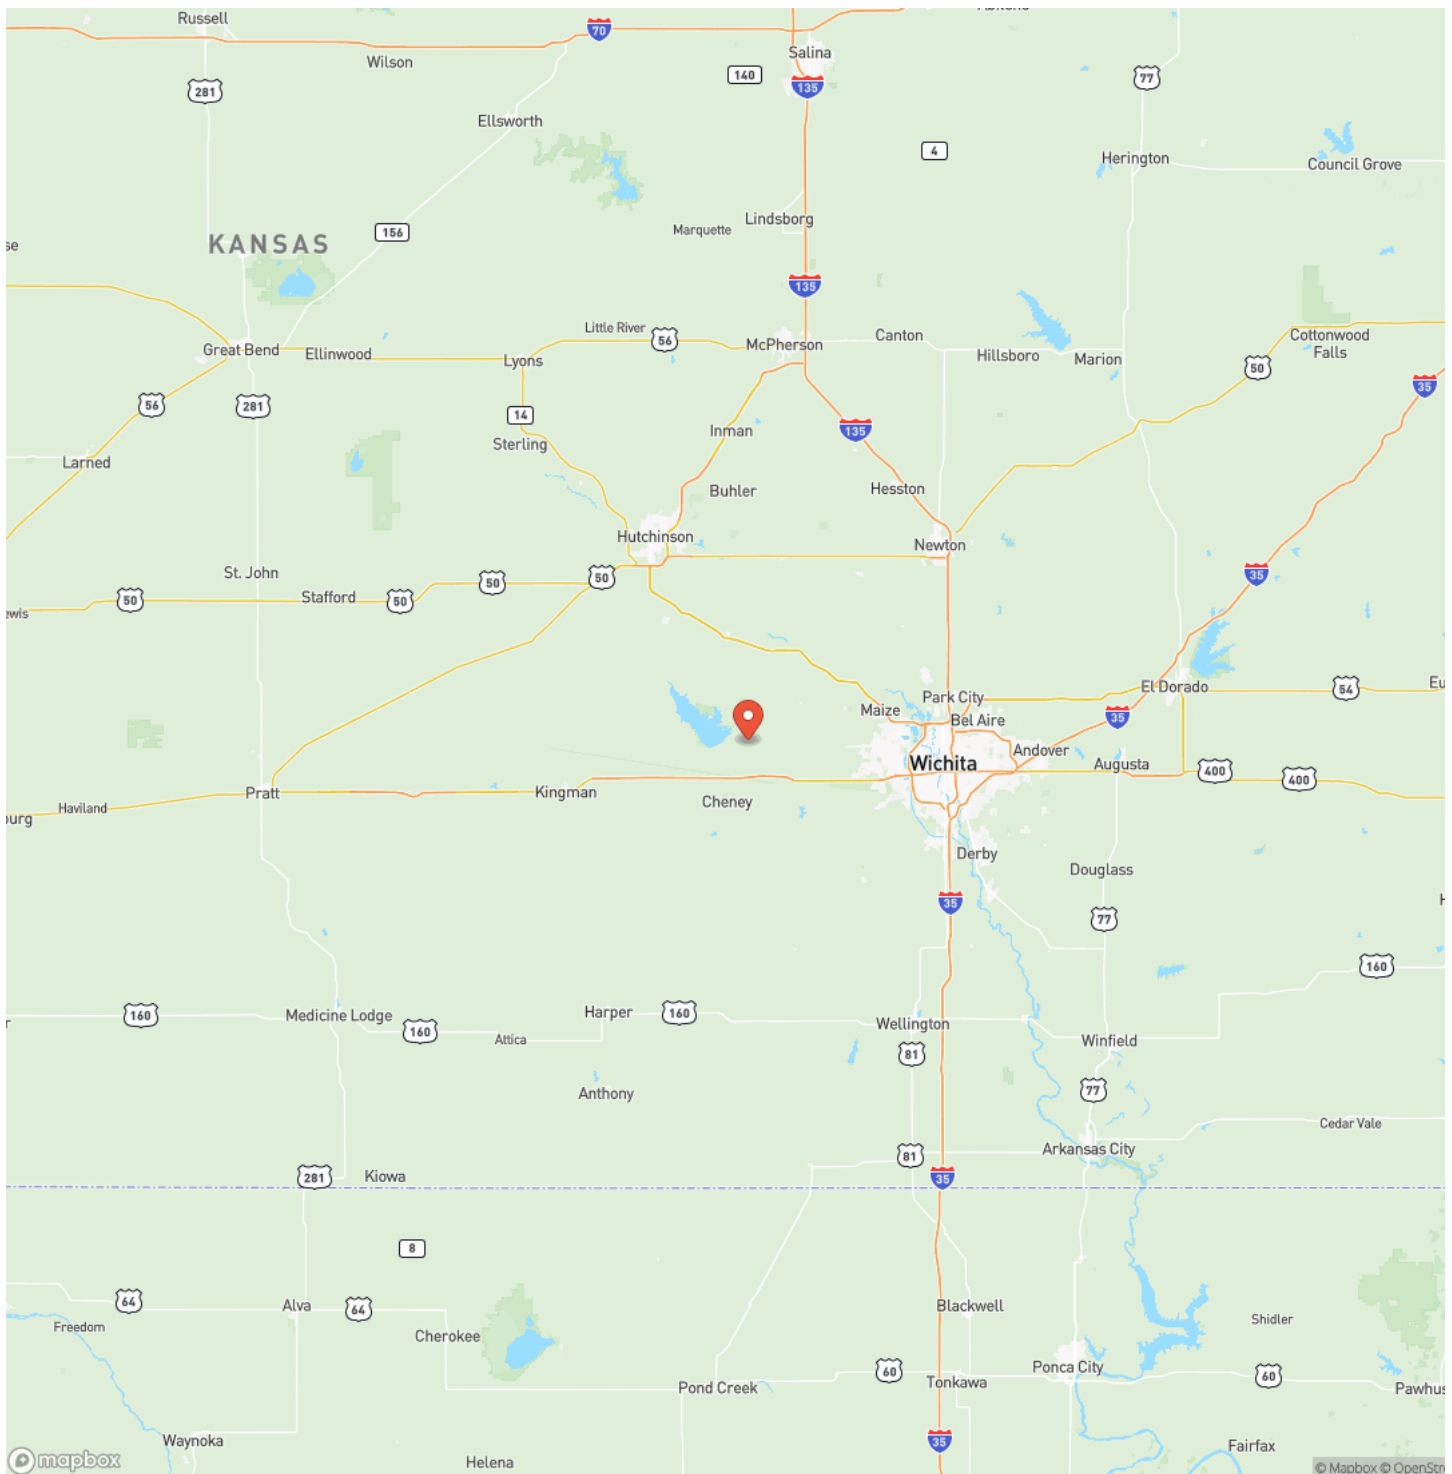 Russell
70
Salina
Wilson
140
77
281
135
Ellsworth
4
Herington
Council Grove
Lindsborg
Marquette
156
KANSAS
135
Little River
56
McPherson
Canton
Cottonwood
Falls
Great Bend
Ellinwood
Lyons
Hillsboro
Marion
50
35
56
281
14
135
Inman
Sterling
Larned
Buhler
Hesston
Hutchinson
Newton
St. John
50
50
35
50
Stafford
50
ewis
El Dorado
54
Eu
Park City
Maize
Bel Aire
35
Andover
Wichita
Augusta
400
400
Pratt
Kingman
Cheney
Haviland
burg
Derby
Douglass
35
77
160
160
Medicine Lodge
160
Harper
160
Wellington
Attica
Winfield
81
Anthony
77
Cedar Vale
Arkansas City
81
281
Kiowa
35
8
64
Alva
64
Blackwell
Freedom
Cherokee
Shidler
60
Ponca City
60
Pond Creek
Tonkawa
Pawhus
Waynoka
35
Fairfax
Helena
mapbox
© Mapbox © OpenStr